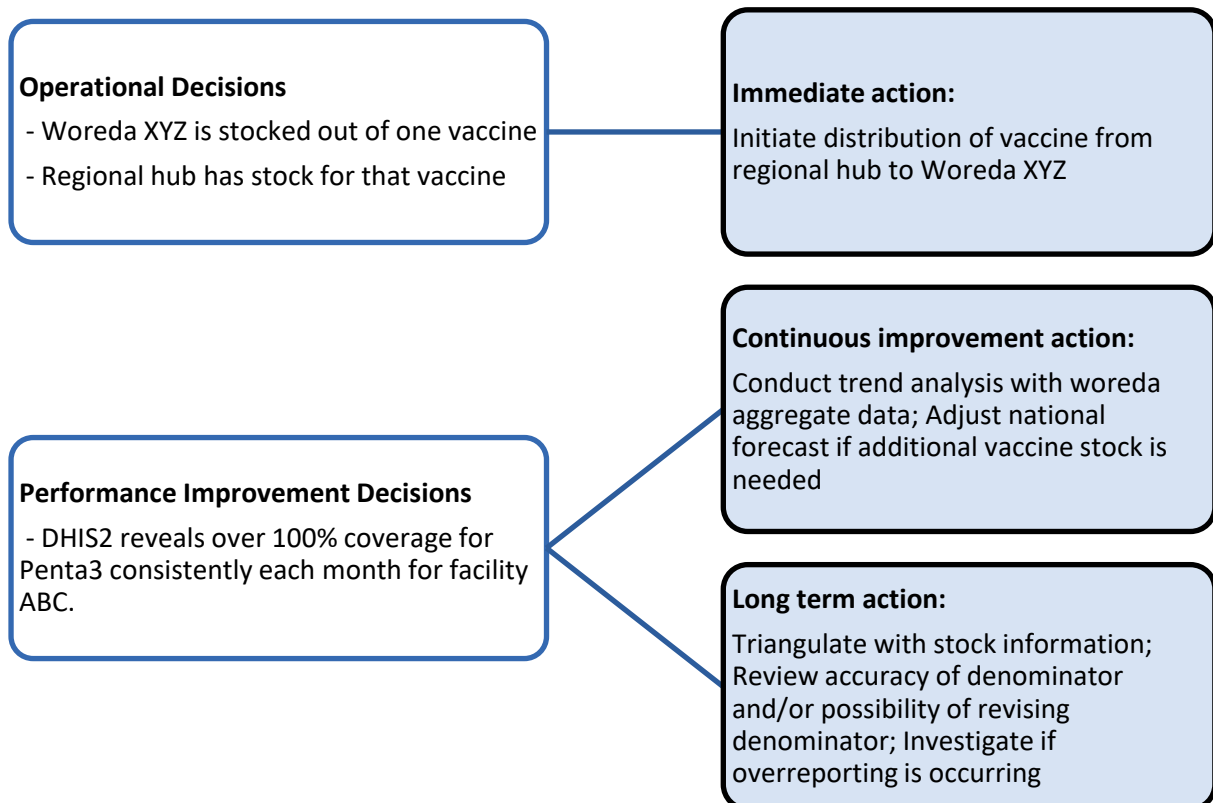 Operational Decisions
- Woreda XYZ is stocked out of one vaccine
- Regional hub has stock for that vaccine
Immediate action:
Initiate distribution of vaccine from
regional hub to Woreda XYZ
Performance Improvement Decisions
- DHIS2 reveals over 100% coverage for
Penta3 consistently each month for facility
ABC.
Continuous improvement action:
Conduct trend analysis with woreda
aggregate data; Adjust national
forecast if additional vaccine stock is
needed
Long term action:
Triangulate with stock information;
Review accuracy of denominator
and/or possibility of revising
denominator; Investigate if
overreporting is occurring